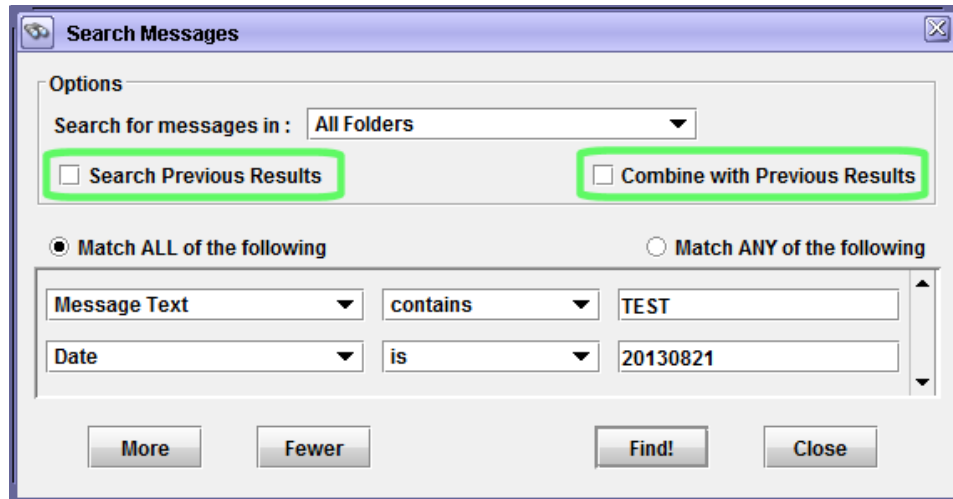 Search Messages
Options
Search for messages in : All Folders
Search Previous Results Combine with Previous Results
Match ALL of the following Match ANY of the following
Message Text contains TEST
Date is 20130821
More Fewer Find! Close